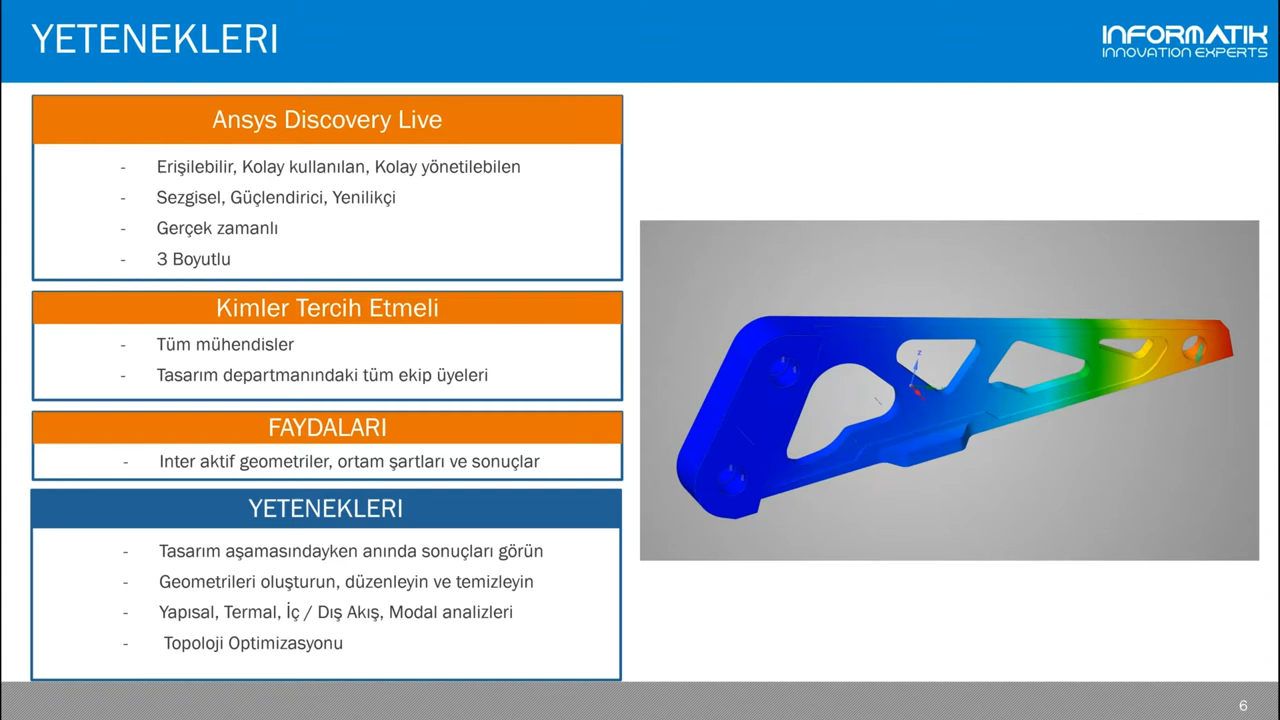 YETENEKLERI
INFORMATIK
INNOVATION EXPERTS
Ansys Discovery Live
- Erişilebilir, Kolay kullanılan, Kolay yönetilebilen
- Sezgisel, Güçlendirici, Yenilikçi
- Gerçek zamanlı
- 3 Boyutlu
Kimler Tercih Etmeli
- Tüm mühendisler
- Tasarım departmanındaki tüm ekip üyeleri
FAYDALARI
- Inter aktif geometriler, ortam şartları ve sonuçlar
YETENEKLERI
- Tasarım aşamasındayken anında sonuçları görün
- Geometrileri oluşturun, düzenleyin ve temizleyin
- Yapısal, Termal, İç / Dış Akış, Modal analizleri
- Topoloji Optimizasyonu
Z
6